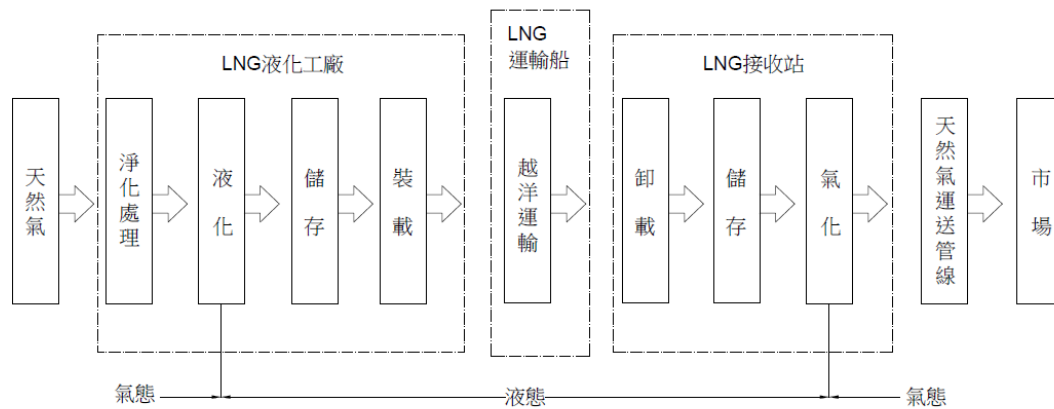 LNG液化工廠
LNG
運輸船
LNG接收站
天然氣
淨化處理
液化
儲存
裝載
越洋運輸
卸載
儲存
氣化
天然氣運送管線
市場
氣態
液態
氣態